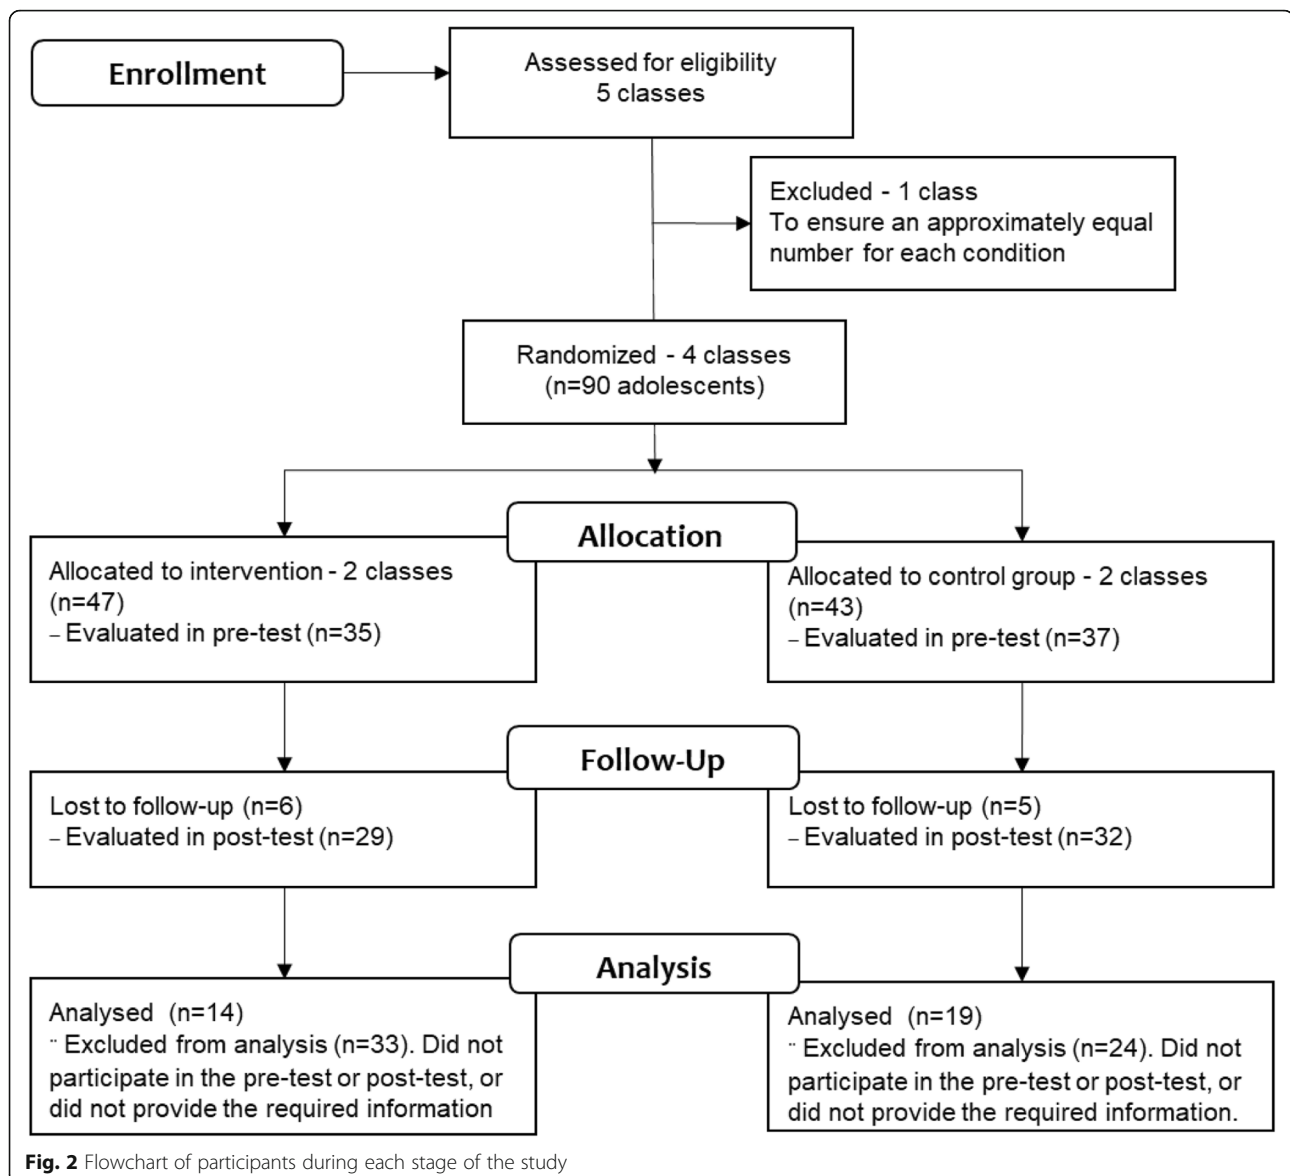 Enrollment
Assessed for eligibility
5 classes
Excluded - 1 class
To ensure an approximately equal
number for each condition
Randomized - 4 classes
(n=90 adolescents)
Allocation
Allocated to intervention - 2 classes
(n=47)
– Evaluated in pre-test (n=35)
Allocated to control group - 2 classes
(n=43)
– Evaluated in pre-test (n=37)
Follow-Up
Lost to follow-up (n=6)
– Evaluated in post-test (n=29)
Lost to follow-up (n=5)
– Evaluated in post-test (n=32)
Analysis
Analysed (n=14)
¨ Excluded from analysis (n=33). Did not
participate in the pre-test or post-test, or
did not provide the required information
Analysed (n=19)
¨ Excluded from analysis (n=24). Did not
participate in the pre-test or post-test, or
did not provide the required information.
Fig. 2 Flowchart of participants during each stage of the study